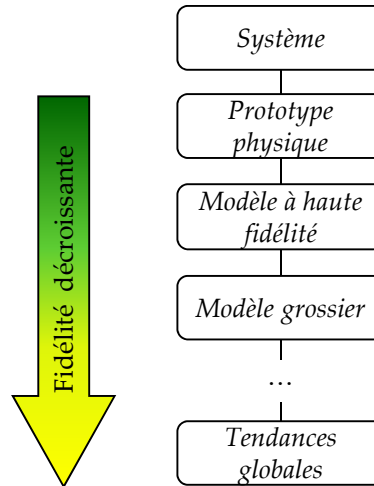 Système
Prototype
physique
Modèle à haute
fidélité
Modèle grossier
…
Tendances
globales
Fidélité décroissante